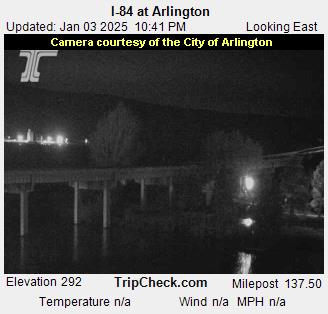 I-84 at Arlington
Updated: Jan 03 2025 10:41 PM Looking East
Camera courtesy of the City of Arlington
Elevation 292 TripCheck.com Milepost 137.50
Temperature n/a Wind n/a MPH n/a